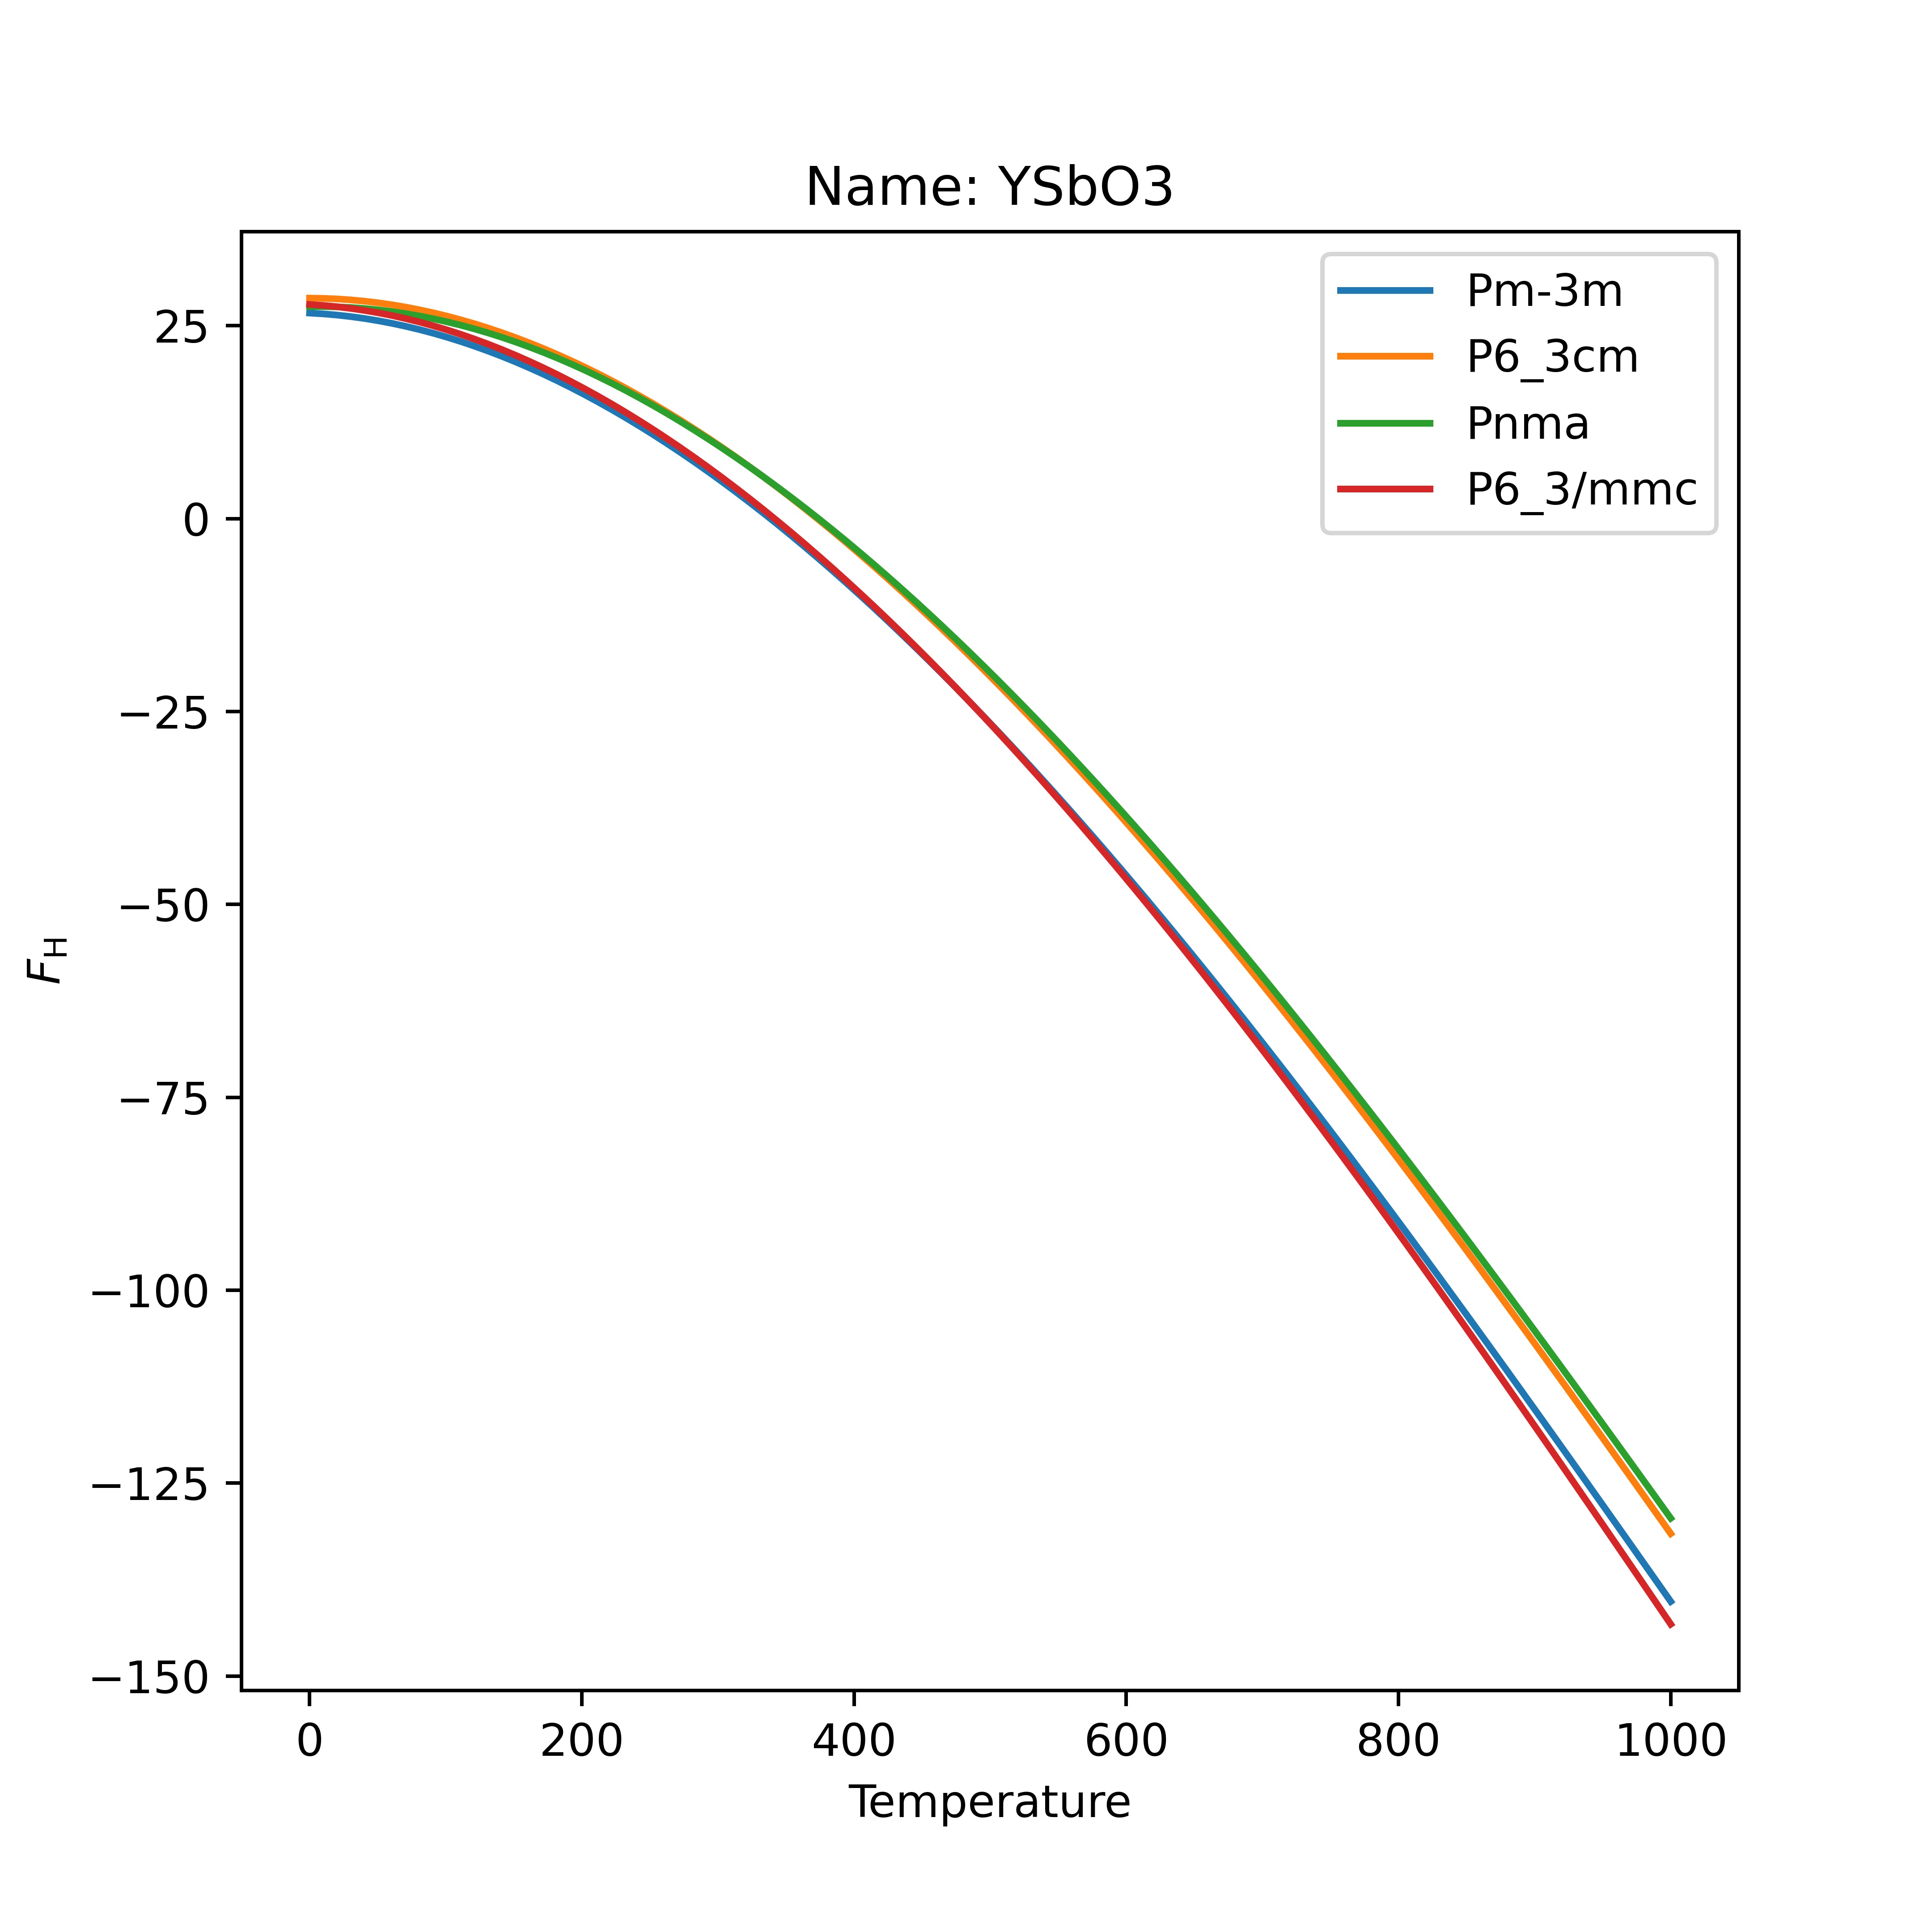 Name: YSbO3
Pm-3m
P6_3cm
Pnma
P6_3/mmc
25
0
−25
−50
−75
−100
−125
−150
F_H
0 200 400 600 800 1000
Temperature